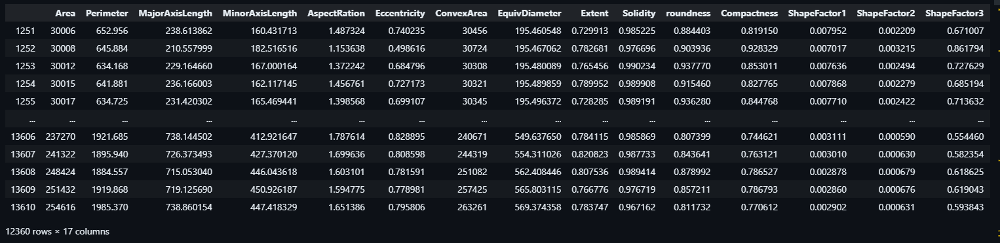 Area Perimeter MajorAxisLength MinorAxisLength AspectRation Eccentricity ConvexArea EquivDiameter Extent Solidity roundness Compactness ShapeFactor1 ShapeFactor2 ShapeFactor3
1251 30006 652.956 238.613862 160.431713 1.487324 0.740235 30456 195.460548 0.729913 0.985225 0.884403 0.819150 0.007952 0.002209 0.671007
1252 30008 645.884 210.557999 182.516516 1.153638 0.498616 30724 195.467062 0.782681 0.976696 0.903936 0.928329 0.007017 0.003215 0.861794
1253 30012 634.168 229.164660 167.000164 1.372242 0.684796 30308 195.480089 0.765456 0.990234 0.937770 0.853011 0.007636 0.002494 0.727629
1254 30015 641.881 236.166003 162.117145 1.456761 0.727173 30321 195.489859 0.789952 0.989908 0.915460 0.827765 0.007868 0.002279 0.685194
1255 30017 634.725 231.420302 165.469441 1.398568 0.699107 30345 195.496372 0.728285 0.989191 0.936280 0.844768 0.007710 0.002422 0.713632
... ... ... ... ... ... ... ... ... ... ... ... ... ... ... ...
13606 237270 1921.685 738.144502 412.921647 1.787614 0.828895 240671 549.637650 0.784115 0.985869 0.807399 0.744621 0.003111 0.000590 0.554460
13607 241322 1895.940 726.373493 427.370120 1.699636 0.808598 244319 554.311026 0.820823 0.987733 0.843641 0.763121 0.003010 0.000630 0.582354
13608 248424 1884.557 715.053040 446.043618 1.603101 0.781591 251082 562.408446 0.807536 0.989414 0.878992 0.786527 0.002878 0.000679 0.618625
13609 251432 1919.868 719.125690 450.926187 1.594775 0.778981 257425 565.803115 0.766776 0.976719 0.857211 0.786793 0.002860 0.000676 0.619043
13610 254616 1985.370 738.860154 447.418329 1.651386 0.795806 263261 569.374358 0.783747 0.967162 0.811732 0.770612 0.002902 0.000631 0.593843
12360 rows × 17 columns